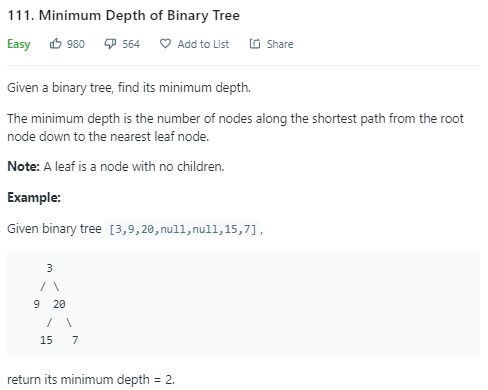 111. Minimum Depth of Binary Tree
Easy 980 564 Add to List Share
Given a binary tree, find its minimum depth.
The minimum depth is the number of nodes along the shortest path from the root
node down to the nearest leaf node.
Note: A leaf is a node with no children.
Example:
Given binary tree [3,9,20,null,null,15,7],
3
/ \
9 20
/ \
15 7
return its minimum depth = 2.